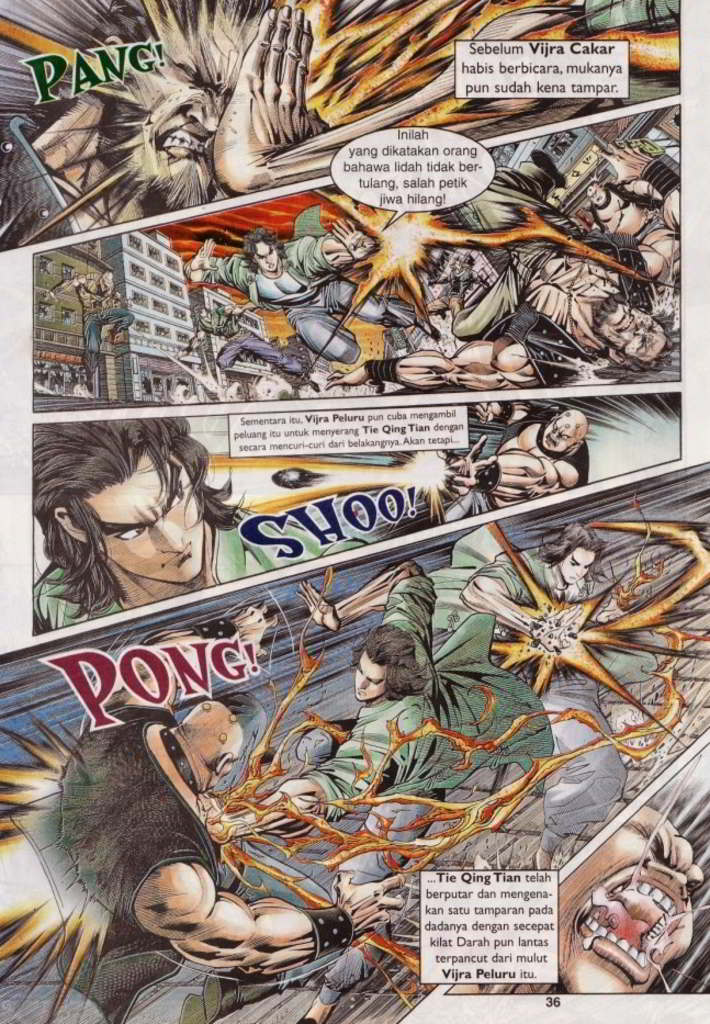 PANG!
Sebelum Vijra Cakar
habis berbicara, mukanya
pun sudah kena tampar.
Inilah
yang dikatakan orang
bahawa lidah tidak ber-
tulang, salah petik
jiwa hilang!
Sementara itu, Vijra Peluru pun cuba mengambil
peluang itu untuk menyerang Tie Qing Tian dengan
secara mencuri-curi dari belakangnya. Akan tetapi...
SHOO!
PONG!
...Tie Qing Tian telah
berputar dan mengena-
kan satu tamparan pada
dadanya dengan secepat
kilat Darah pun lantas
terpancut dari mulut
Vijra Peluru itu.
36